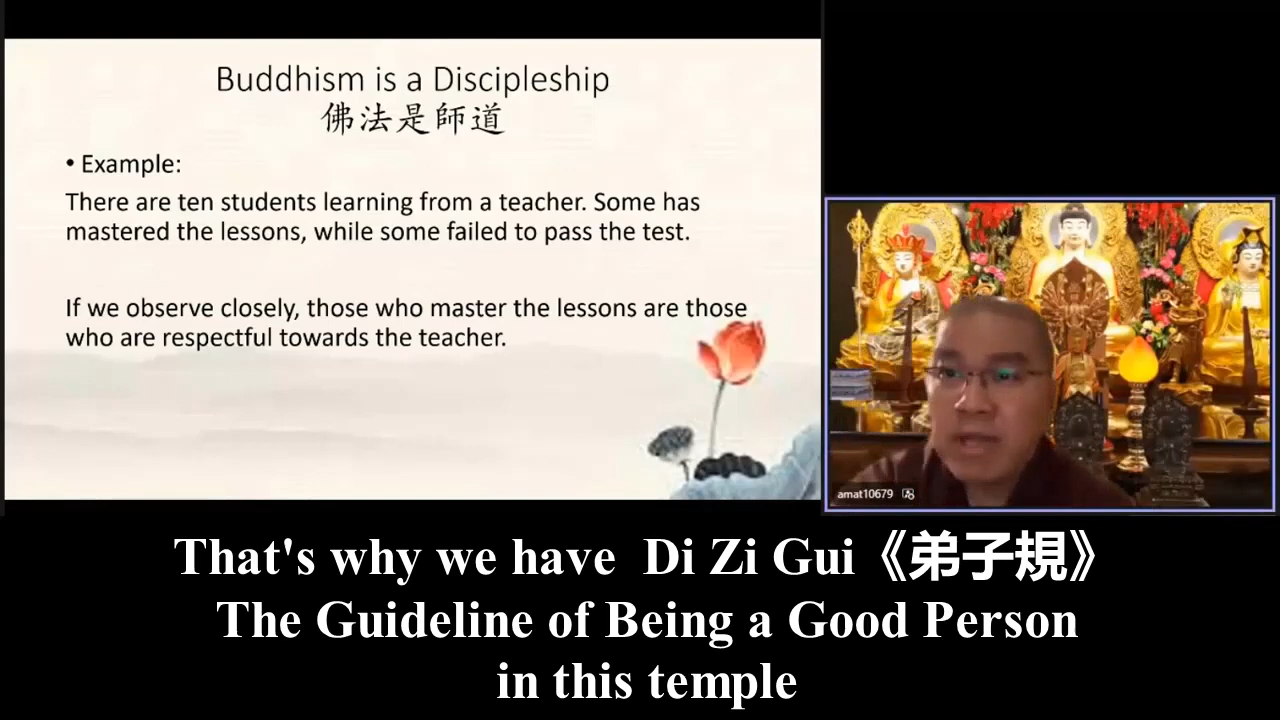 Buddhism is a Discipleship
佛法是師道
• Example:
There are ten students learning from a teacher. Some has
mastered the lessons, while some failed to pass the test.
If we observe closely, those who master the lessons are those
who are respectful towards the teacher.
amat10679
That's why we have Di Zi Gui《弟子規》
The Guideline of Being a Good Person
in this temple